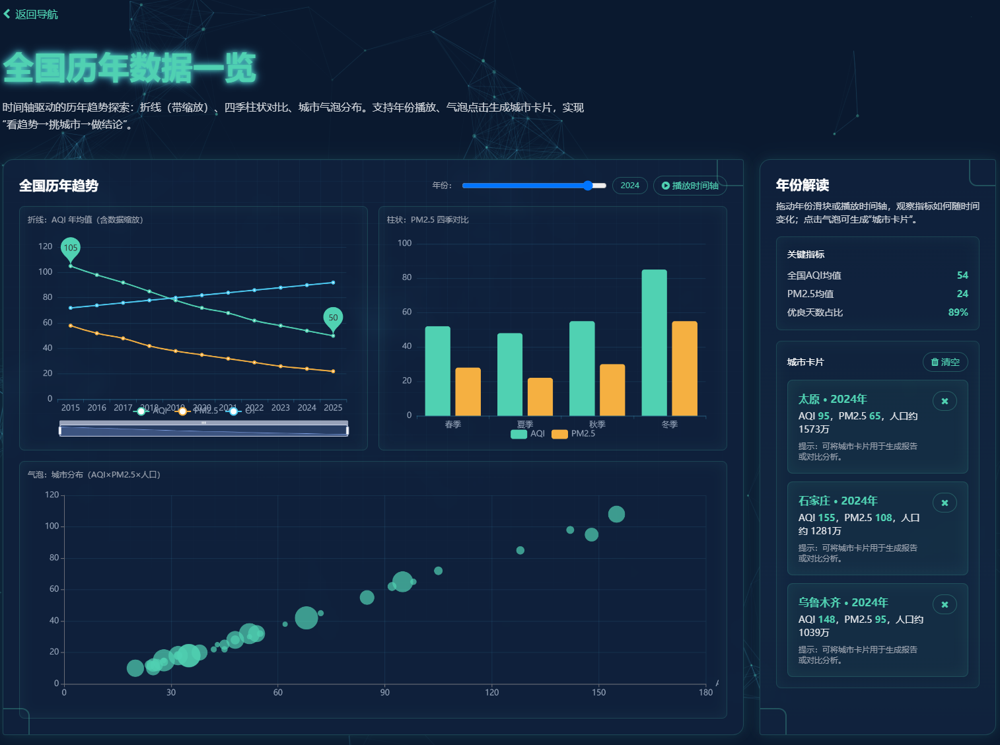 返回导航
全国历年数据一览
时间轴驱动的历年趋势探索：折线（带缩放）、四季柱状对比、城市气泡分布。支持年份播放、气泡点击生成城市卡片，实现
“看趋势→挑城市→做结论”。
全国历年趋势
年份：
2024
播放时间轴
折线：AQI 年均值（含数据缩放）
120
100
80
60
40
20
0
105
50
2015 2016 2017 2018 2019 2020 2021 2022 2023 2024 2025
AQI PM2.5
柱状：PM2.5 四季对比
100
80
60
40
20
0
春季 夏季 秋季 冬季
AQI PM2.5
气泡：城市分布（AQI×PM2.5×人口）
120
100
80
60
40
20
0
0 30 60 90 120 150 180
年份解读
拖动年份滑块或播放时间轴，观察指标如何随时间
变化；点击气泡可生成“城市卡片”。
关键指标
全国AQI均值 54
PM2.5均值 24
优良天数占比 89%
城市卡片
清空
太原 • 2024年
AQI 95，PM2.5 65，人口约
1573万
提示：可将城市卡片用于生成报告
或对比分析。
石家庄 • 2024年
AQI 155，PM2.5 108，人口
约 1281万
提示：可将城市卡片用于生成报告
或对比分析。
乌鲁木齐 • 2024年
AQI 148，PM2.5 95，人口约
1039万
提示：可将城市卡片用于生成报告
或对比分析。